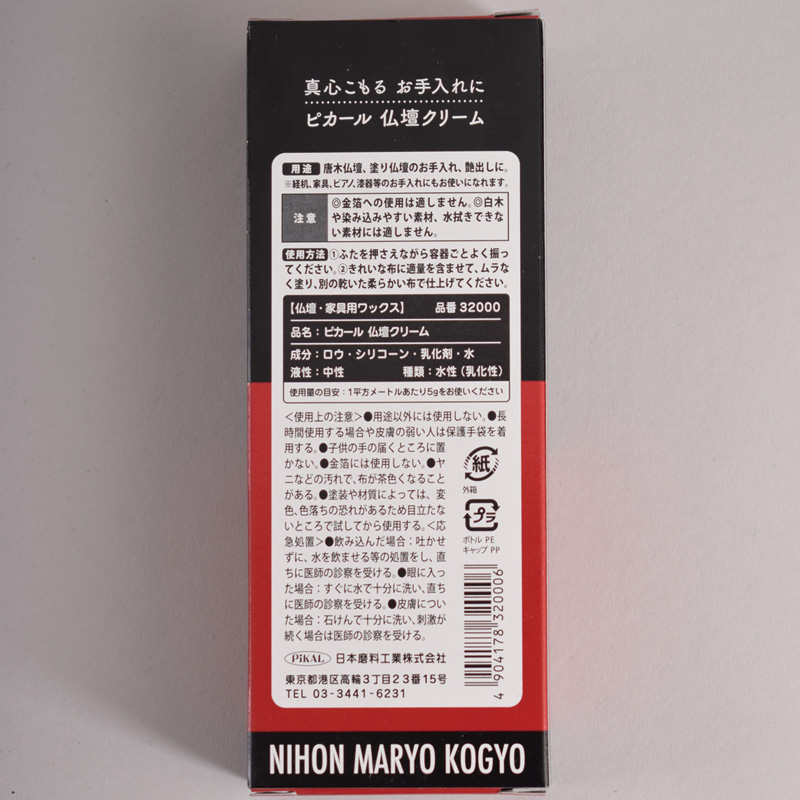 真心こもる お手入れに
ピカール 仏壇クリーム
用途 唐木仏壇、塗り仏壇のお手入れ、艶出しに。
※経机、家具、ピアノ、漆器等のお手入れにもお使いになれます。
注意
◎金箔への使用は適しません。◎白木
や染み込みやすい素材、水拭きできな
い素材には適しません。
使用方法 ①ふたを押さえながら容器ごとよく振っ
てください。②きれいな布に適量を含ませて、ムラな
く塗り、別の乾いた柔らかい布で仕上げてください。
【仏壇・家具用ワックス】 品番 32000
品名：ピカール 仏壇クリーム
成分：ロウ・シリコーン・乳化剤・水
液性：中性 種類：水性（乳化性）
使用量の目安：1平方メートルあたり5gをお使いください
＜使用上の注意＞●用途以外には使用しない。●長
時間使用する場合や皮膚の弱い人は保護手袋を着
用する。●子供の手の届くところに置
かない。●金箔には使用しない。●ヤ
ニなどの汚れで、布が茶色くなること
がある。●塗装や材質によっては、変
色、色落ちの恐れがあるため目立たな
いところで試してから使用する。＜応
急処置＞●飲み込んだ場合：吐かせ
ずに、水を飲ませる等の処置をし、直
ちに医師の診察を受ける。●眼に入っ
た場合：すぐに水で十分に洗い、直ち
に医師の診察を受ける。●皮膚につい
た場合：石けんで十分に洗い、刺激が
続く場合は医師の診察を受ける。
紙
外箱
プラ
ボトル PE
キャップ PP
4 904178 320006
PiKAL 日本磨料工業株式会社
東京都港区高輪3丁目23番15号
TEL 03-3441-6231
NIHON MARYO KOGYO